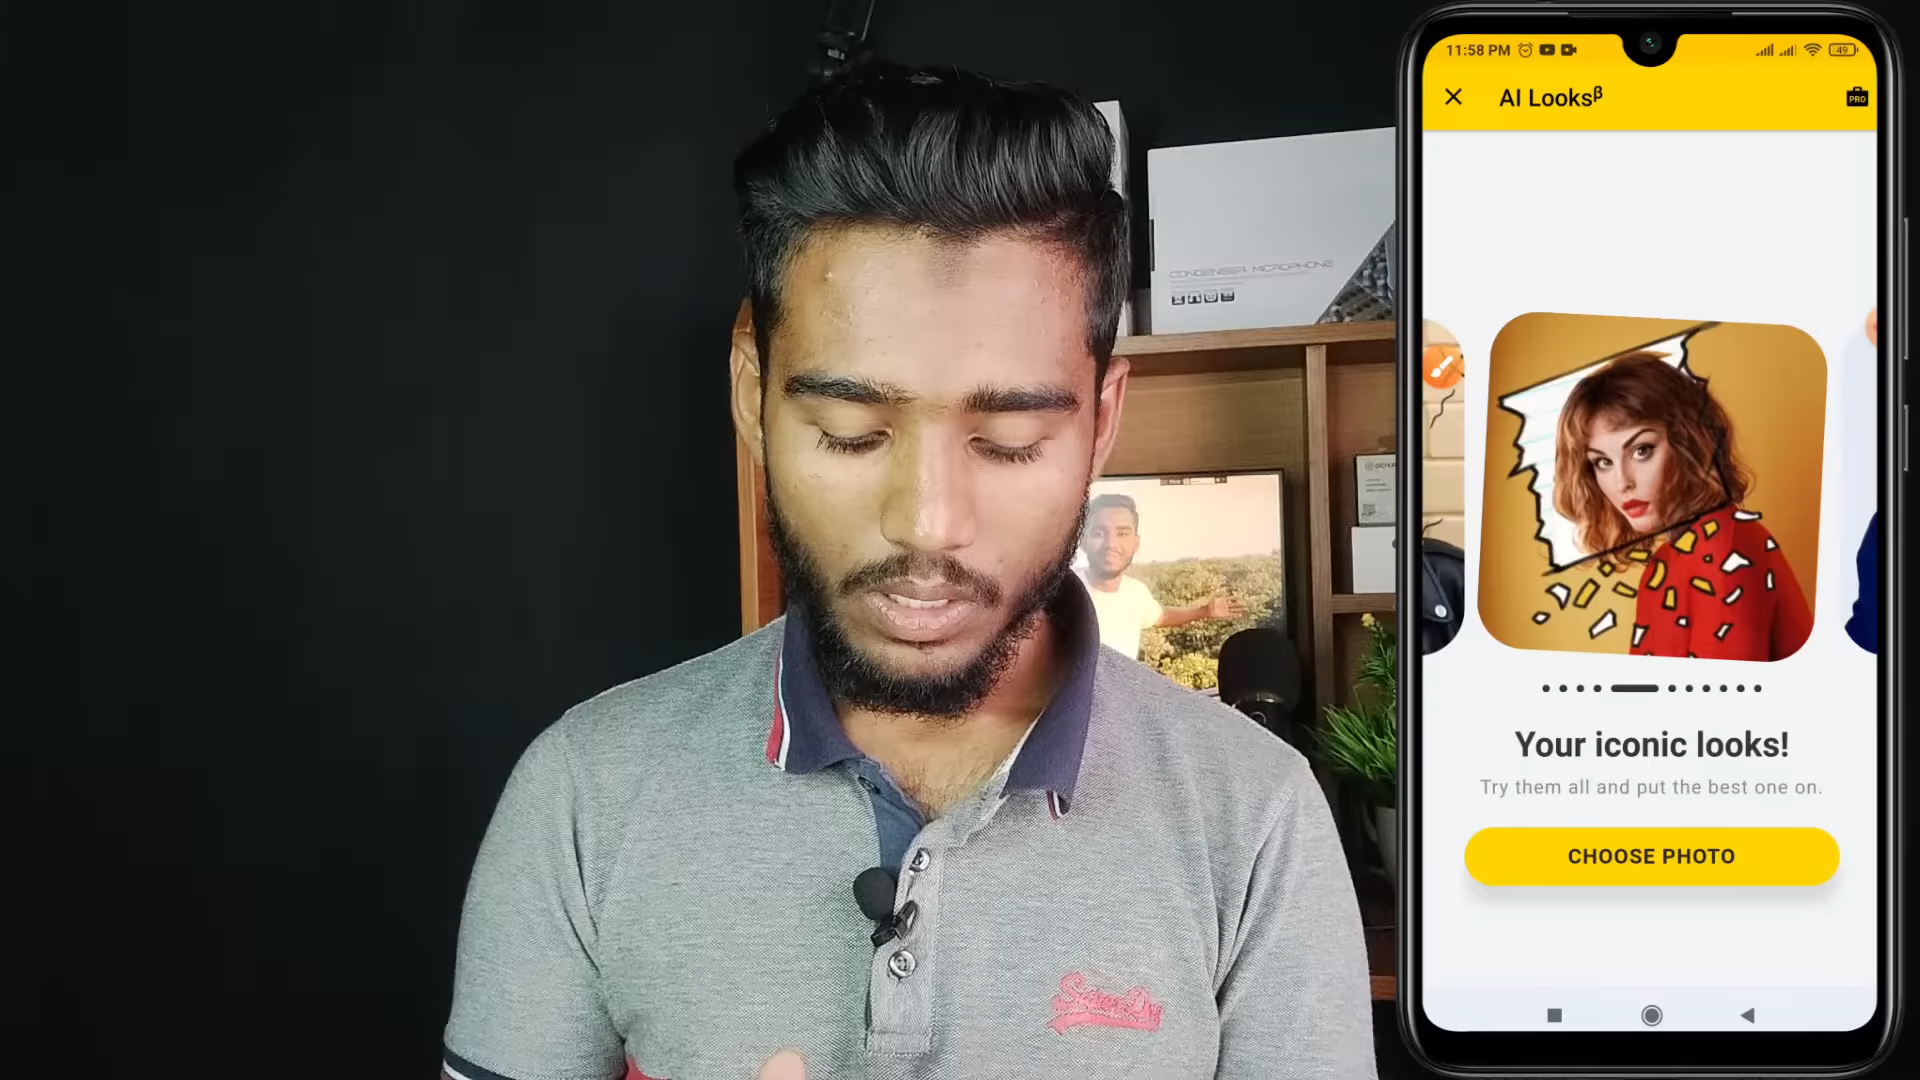 11:58 PM
49
AI Looksᵝ
PRO
CONDENSER MICROPHONE
Your iconic looks!
Try them all and put the best one on.
CHOOSE PHOTO